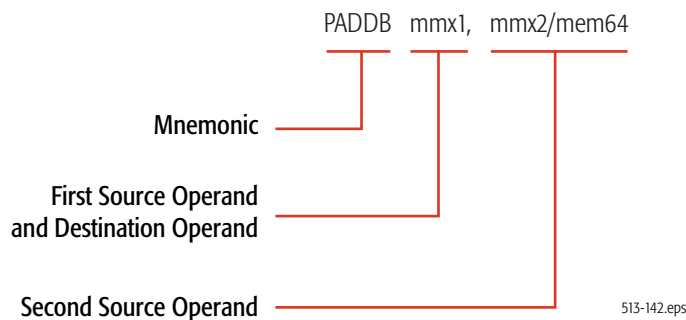 PADDB mmx1, mmx2/mem64
Mnemonic
First Source Operand
and Destination Operand
Second Source Operand
513-142.eps